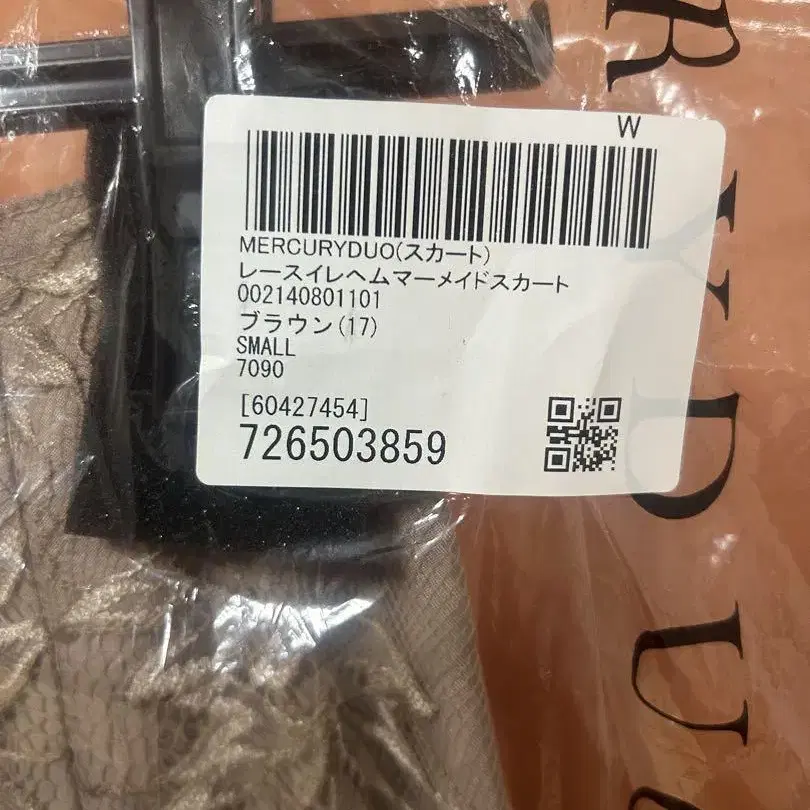 W
MERCURYDUO(スカート)
レースイレヘムマーメイドスカート
002140801101
ブラウン(17)
SMALL
7090
[60427454]
726503859
R Y D U